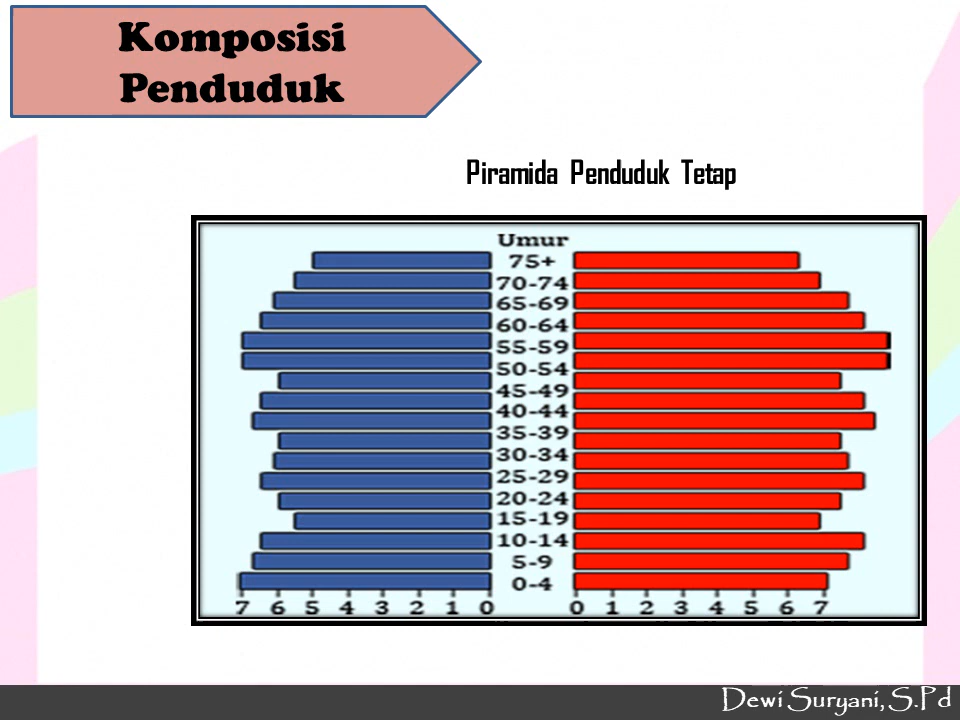 Komposisi
Penduduk
Piramida Penduduk Tetap
Umur
75+
70-74
65-69
60-64
55-59
50-54
45-49
40-44
35-39
30-34
25-29
20-24
15-19
10-14
5-9
0-4
7 6 5 4 3 2 1 0 0 1 2 3 4 5 6 7
Dewi Suryani, S.Pd